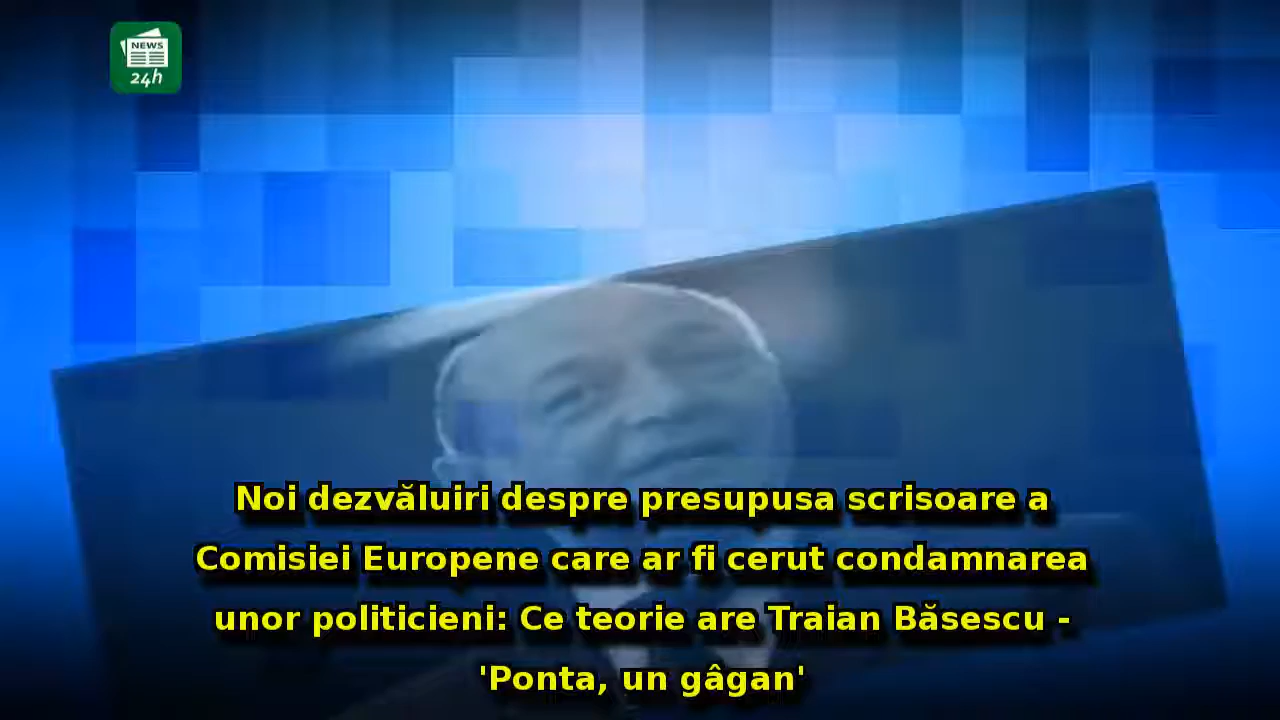 NEWS
24h
Noi dezvăluiri despre presupusa scrisoare a
Comisiei Europene care ar fi cerut condamnarea
unor politicieni: Ce teorie are Traian Băsescu -
'Ponta, un gâgan'